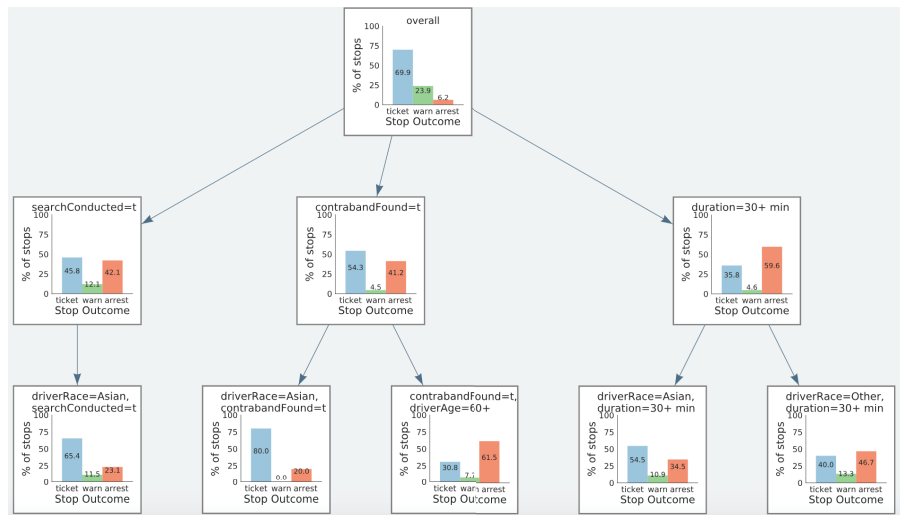 overall
100
75
50
25
0
% of stops
69.9
23.9
6.2
ticket warn arrest
Stop Outcome
searchConducted=t
100
75
50
25
0
% of stops
45.8
12.1
42.1
ticket warn arrest
Stop Outcome
contrabandFound=t
100
75
50
25
0
% of stops
54.3
4.5
41.2
ticket warn arrest
Stop Outcome
duration=30+ min
100
75
50
25
0
% of stops
35.8
4.6
59.6
ticket warn arrest
Stop Outcome
driverRace=Asian,
searchConducted=t
100
75
50
25
0
% of stops
65.4
11.5
23.1
ticket warn arrest
Stop Outcome
driverRace=Asian,
contrabandFound=t
100
75
50
25
0
% of stops
80.0
0.0
20.0
ticket warn arrest
Stop Outcome
contrabandFound=t,
driverAge=60+
100
75
50
25
0
% of stops
30.8
61.5
ticket warn arrest
Stop Outcome
driverRace=Asian,
duration=30+ min
100
75
50
25
0
% of stops
54.5
10.9
34.5
ticket warn arrest
Stop Outcome
driverRace=Other,
duration=30+ min
100
75
50
25
0
% of stops
40.0
13.3
46.7
ticket warn arrest
Stop Outcome